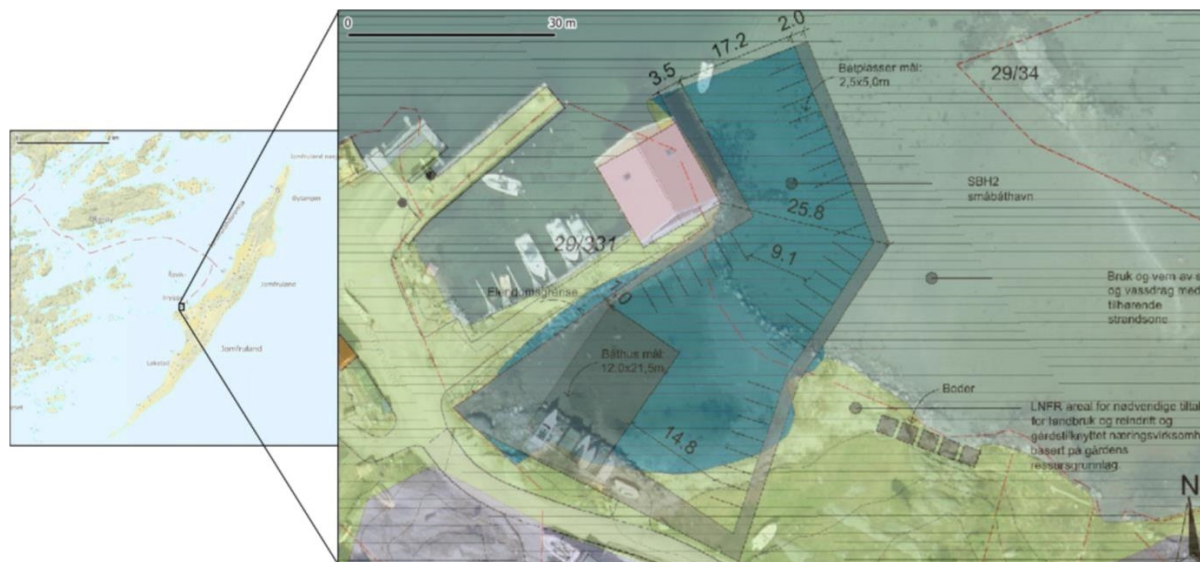 0
30 m
2.0
17.2
3.5
Båtplasser mål:
2,5x5,0m
29/34
SBH2
småbåthavn
25.8
9.1
29/331
Eiendomsgrense
Båthus mål:
12,0x21,5m
14.8
Bruk og vern av s
og vassdrag med
tilhørende
strandsone
Boder
LNFR areal for nødvendige tiltak
for landbruk og reindrift og
gårdstilknyttet næringsvirksomh
basert på gårdens
ressursgrunnlag
N
Øytangen
Jomfruland
Jomfruland
Løkstad